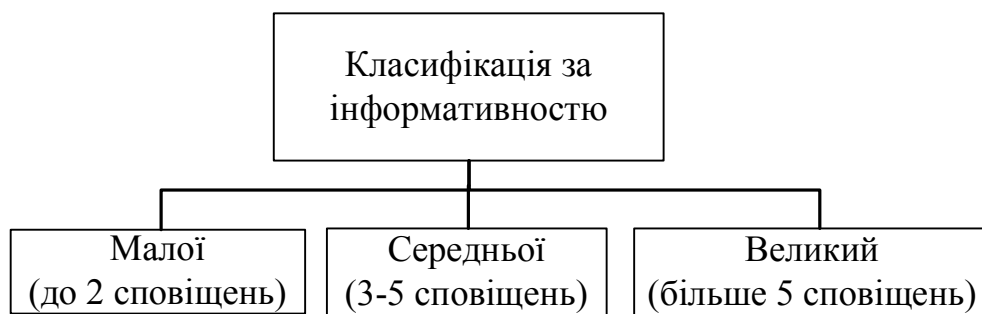 Класифікація за
інформативностю
Малої
(до 2 сповіщень)
Середньої
(3-5 сповіщень)
Великий
(більше 5 сповіщень)